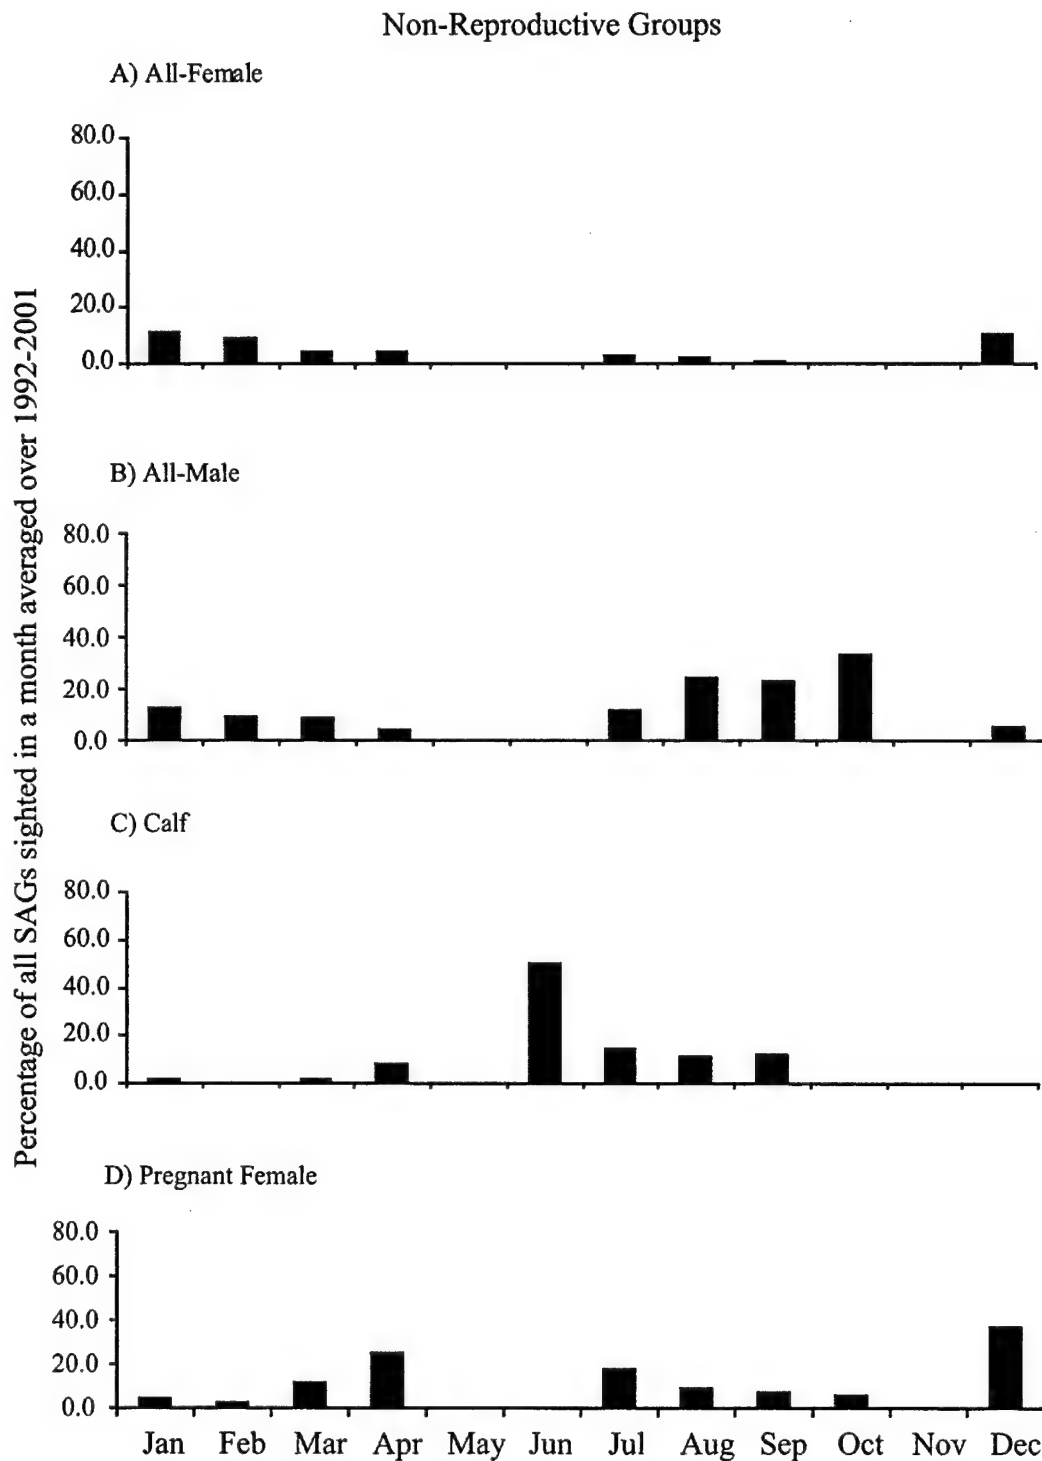 Non-Reproductive Groups
A) All-Female
80.0
60.0
40.0
20.0
0.0
B) All-Male
80.0
60.0
40.0
20.0
0.0
C) Calf
80.0
60.0
40.0
20.0
0.0
D) Pregnant Female
80.0
60.0
40.0
20.0
0.0
Jan Feb Mar Apr May Jun Jul Aug Sep Oct Nov Dec
Percentage of all SAGs sighted in a month averaged over 1992-2001